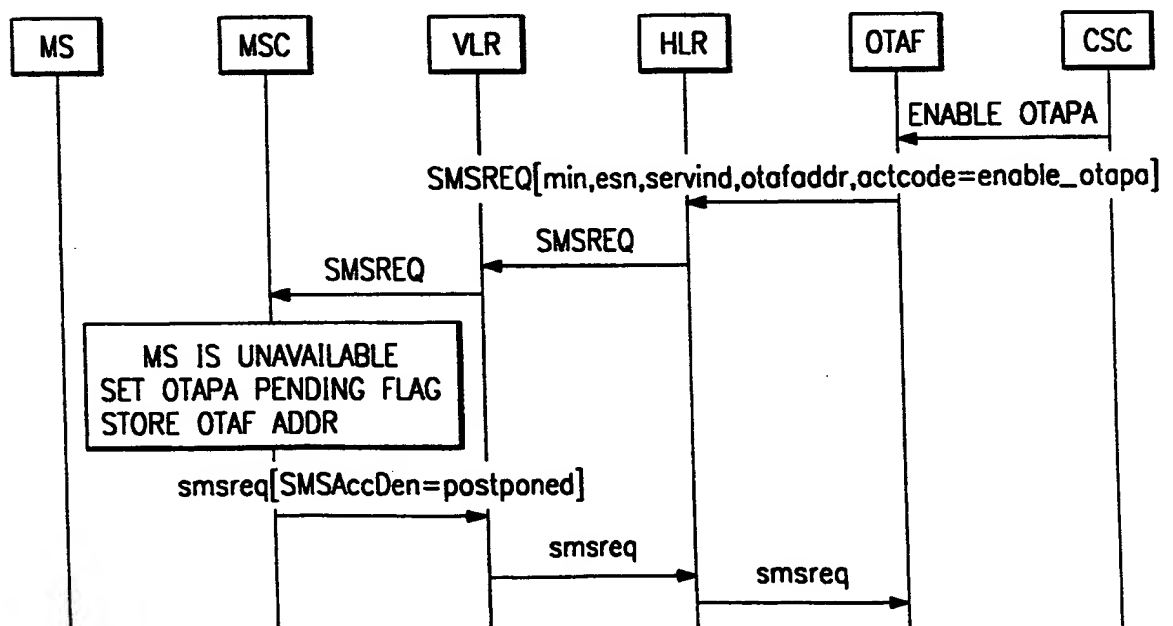 MS
MSC
VLR
HLR
OTAF
CSC
ENABLE OTAPA
SMSREQ[min,esn,servind,otafaddr,actcode=enable_otapa]
SMSREQ
SMSREQ
MS IS UNAVAILABLE
SET OTAPA PENDING FLAG
STORE OTAF ADDR
smsreq[SMSAccDen=postponed]
smsreq
smsreq